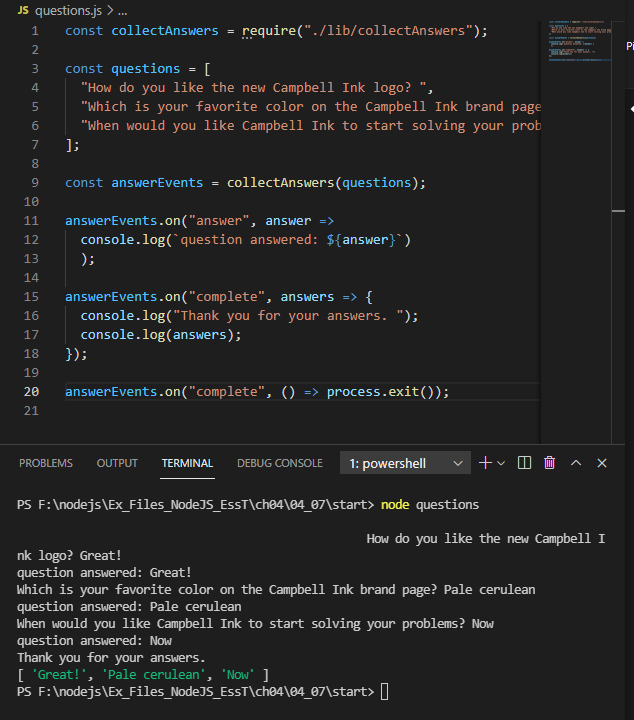 JS questions.js > ...
1 const collectAnswers = require("./lib/collectAnswers");
2
3 const questions = [
4 "How do you like the new Campbell Ink logo? ",
5 "Which is your favorite color on the Campbell Ink brand page
6 "When would you like Campbell Ink to start solving your prob
7 ];
8
9 const answerEvents = collectAnswers(questions);
10
11 answerEvents.on("answer", answer =>
12 console.log(`question answered: ${answer}`)
13 );
14
15 answerEvents.on("complete", answers => {
16 console.log("Thank you for your answers. ");
17 console.log(answers);
18 });
19
20 answerEvents.on("complete", () => process.exit());
21
PROBLEMS OUTPUT TERMINAL DEBUG CONSOLE 1: powershell
PS F:\nodejs\Ex_Files_NodeJS_EssT\ch04\04_07\start> node questions
How do you like the new Campbell I
nk logo? Great!
question answered: Great!
Which is your favorite color on the Campbell Ink brand page? Pale cerulean
question answered: Pale cerulean
When would you like Campbell Ink to start solving your problems? Now
question answered: Now
Thank you for your answers.
[ 'Great!', 'Pale cerulean', 'Now' ]
PS F:\nodejs\Ex_Files_NodeJS_EssT\ch04\04_07\start>